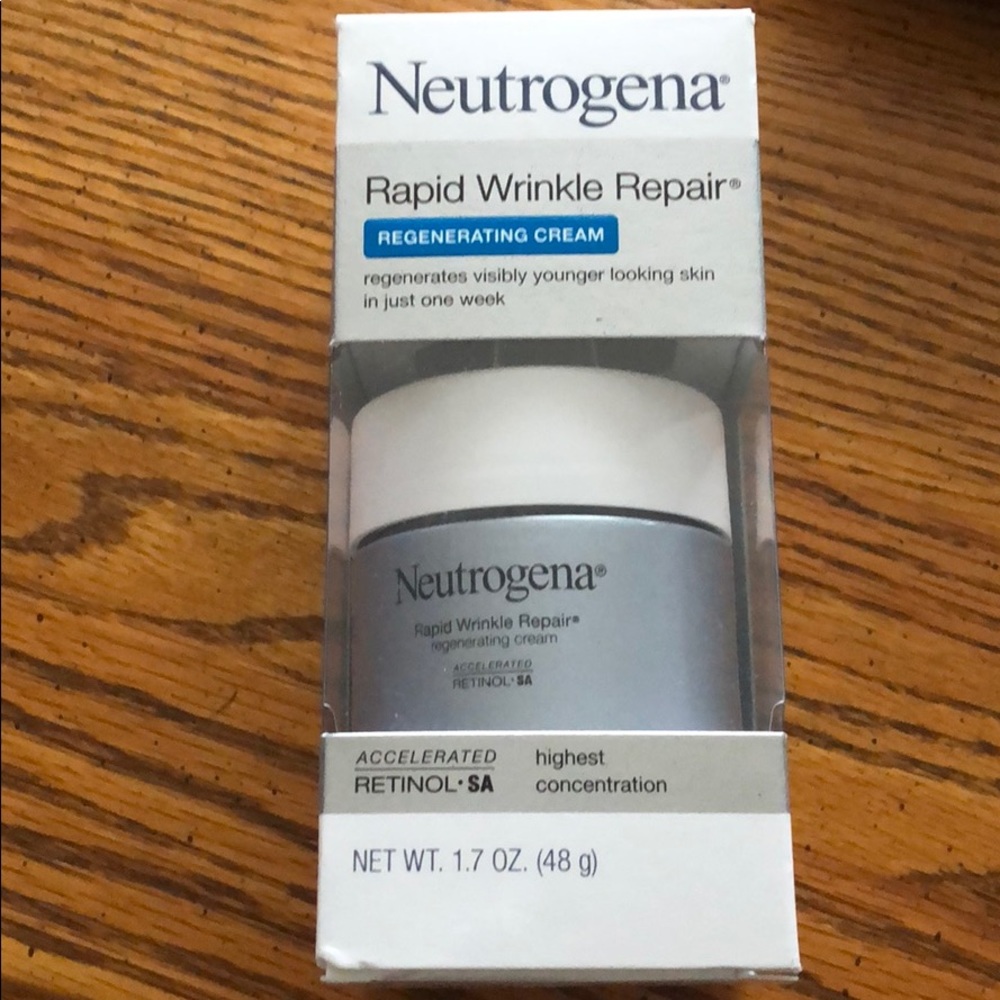 Neutrogena®
Rapid Wrinkle Repair®
REGENERATING CREAM
regenerates visibly younger looking skin
in just one week
Neutrogena®
Rapid Wrinkle Repair®
regenerating cream
ACCELERATED
RETINOL·SA
ACCELERATED
RETINOL·SA
highest
concentration
NET WT. 1.7 OZ. (48 g)